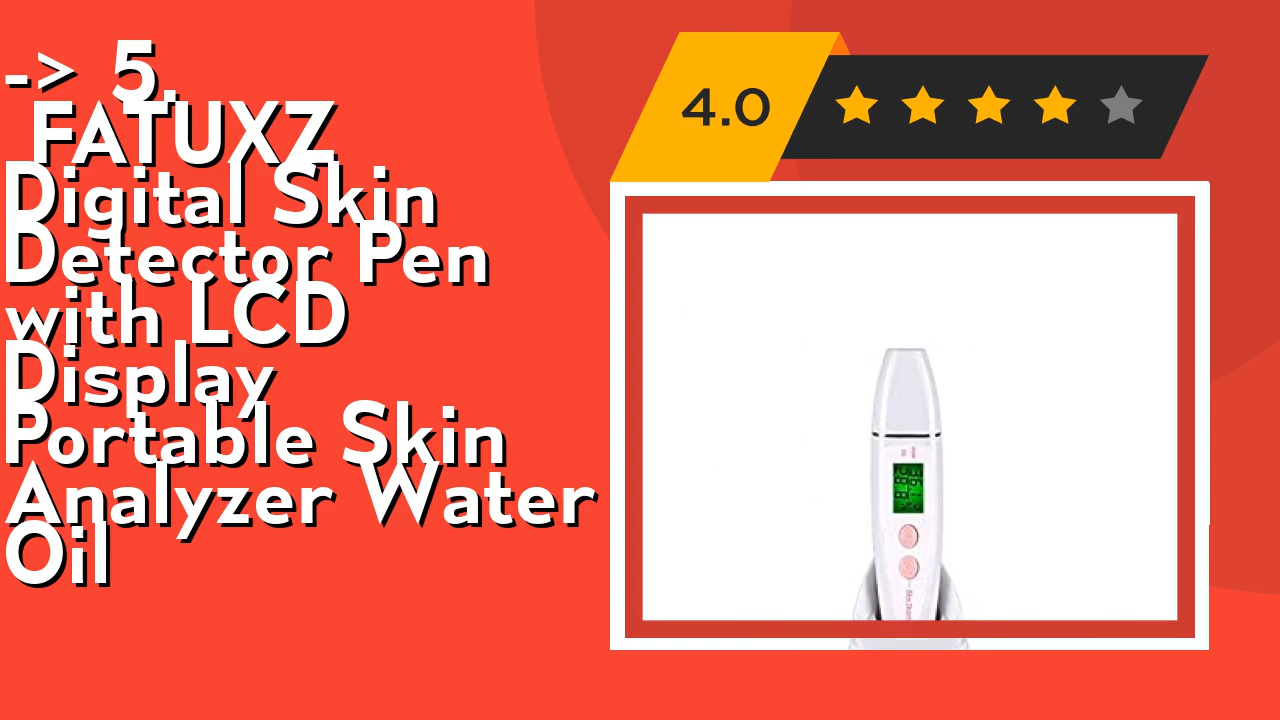 -> 5.
FATUXZ
Digital Skin
Detector Pen
with LCD
Display
Portable Skin
Analyzer Water
Oil
4.0